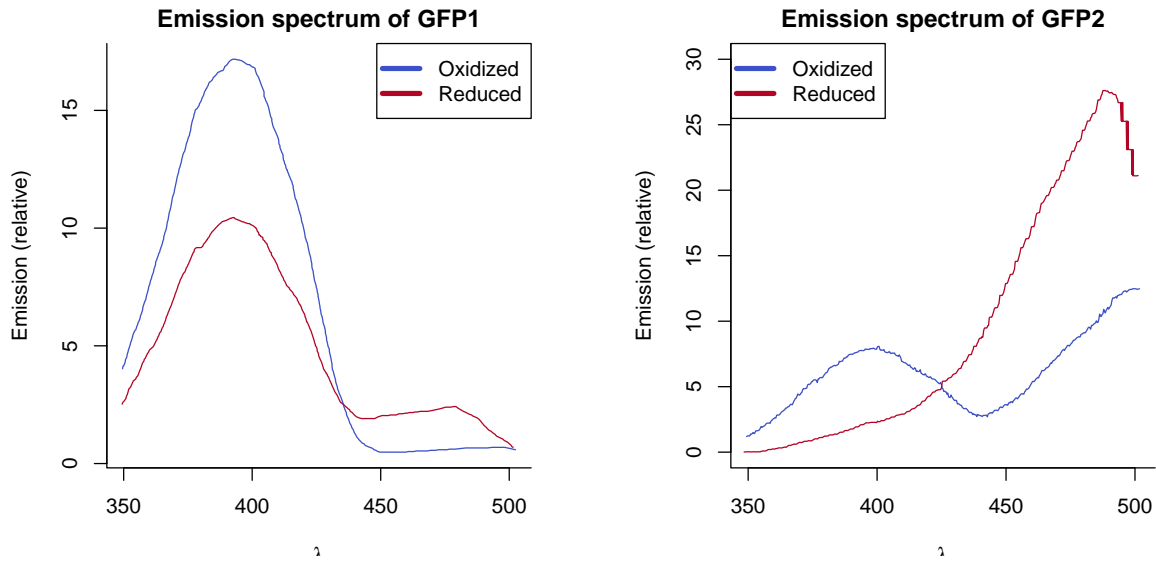 Emission spectrum of GFP1
Oxidized
Reduced
Emission (relative)
0
5
10
15
350
400
450
500
λ
Emission spectrum of GFP2
Oxidized
Reduced
Emission (relative)
0
5
10
15
20
25
30
350
400
450
500
λ